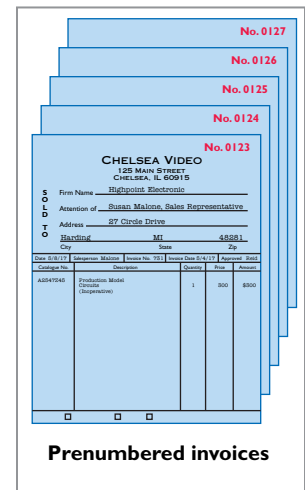 No. 0127
No. 0126
No. 0125
No. 0124
No. 0123
CHELSEA VIDEO
125 MAIN STREET
CHELSEA, IL 60915
SOLD TO
Firm Name Highpoint Electronic
Attention of Susan Malone, Sales Representative
Address 27 Circle Drive
Harding MI 48281
City State Zip
Date 5/8/17 Salesperson Malone Invoice No. 731 Invoice Date 5/4/17 Approved Reid
Catalogue No. Description Quantity Price Amount
A2547245 Production Model 1 300 $300
Circuits
(Inoperative)
Prenumbered invoices